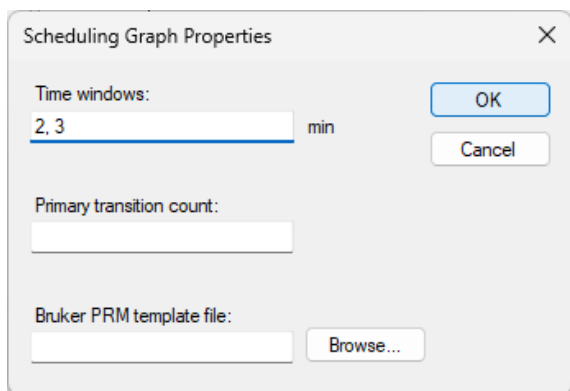 Scheduling Graph Properties
Time windows:
OK
2, 3
min
Cancel
Primary transition count:
Bruker PRM template file:
Browse...